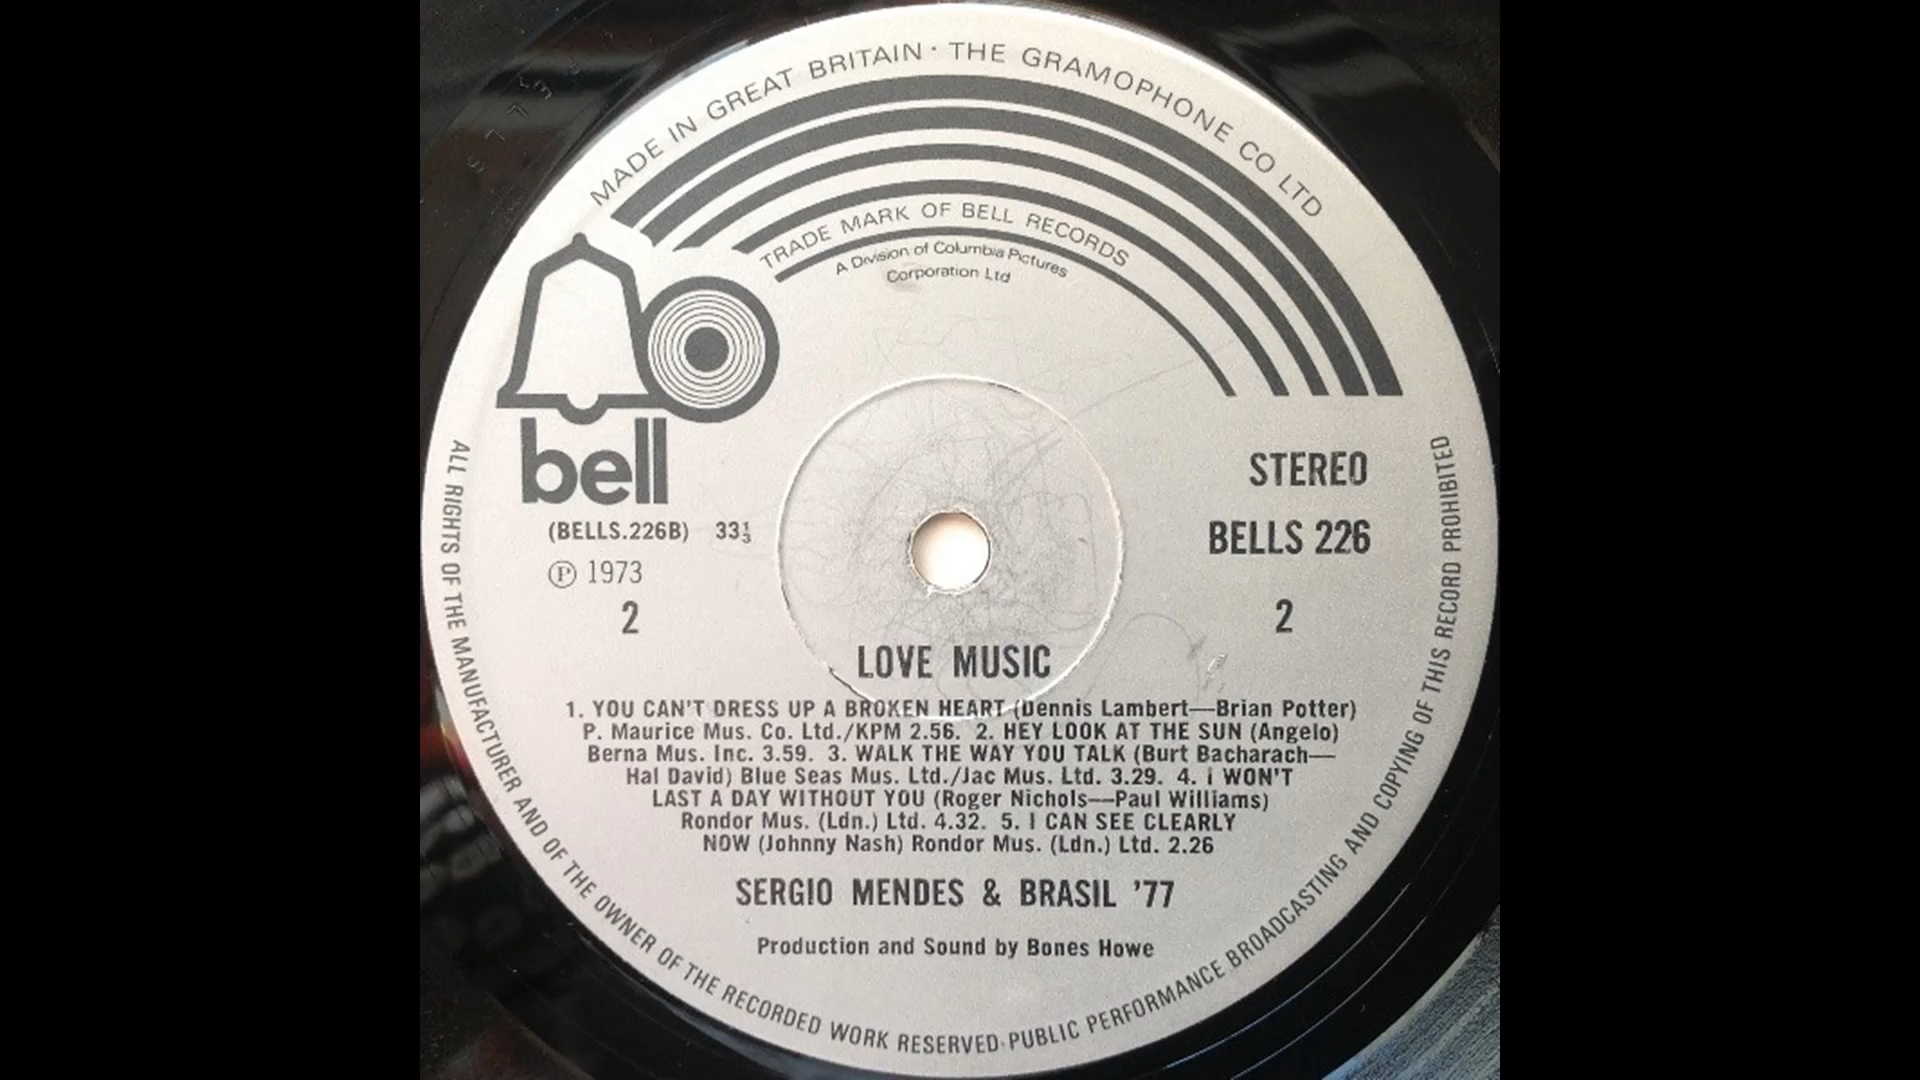 MADE IN GREAT BRITAIN · THE GRAMOPHONE CO LTD
TRADE MARK OF BELL RECORDS
A Division of Columbia Pictures
Corporation Ltd
bell
STEREO
(BELLS.226B) 33⅓
BELLS 226
Ⓟ 1973
2
2
LOVE MUSIC
1. YOU CAN'T DRESS UP A BROKEN HEART (Dennis Lambert—Brian Potter)
P. Maurice Mus. Co. Ltd./KPM 2.56. 2. HEY LOOK AT THE SUN (Angelo)
Berna Mus. Inc. 3.59. 3. WALK THE WAY YOU TALK (Burt Bacharach—
Hal David) Blue Seas Mus. Ltd./Jac Mus. Ltd. 3.29. 4. I WON'T
LAST A DAY WITHOUT YOU (Roger Nichols—Paul Williams)
Rondor Mus. (Ldn.) Ltd. 4.32. 5. I CAN SEE CLEARLY
NOW (Johnny Nash) Rondor Mus. (Ldn.) Ltd. 2.26
SERGIO MENDES & BRASIL '77
Production and Sound by Bones Howe
ALL RIGHTS OF THE MANUFACTURER AND OF THE OWNER OF THE RECORDED WORK RESERVED·PUBLIC PERFORMANCE BROADCASTING AND COPYING OF THIS RECORD PROHIBITED